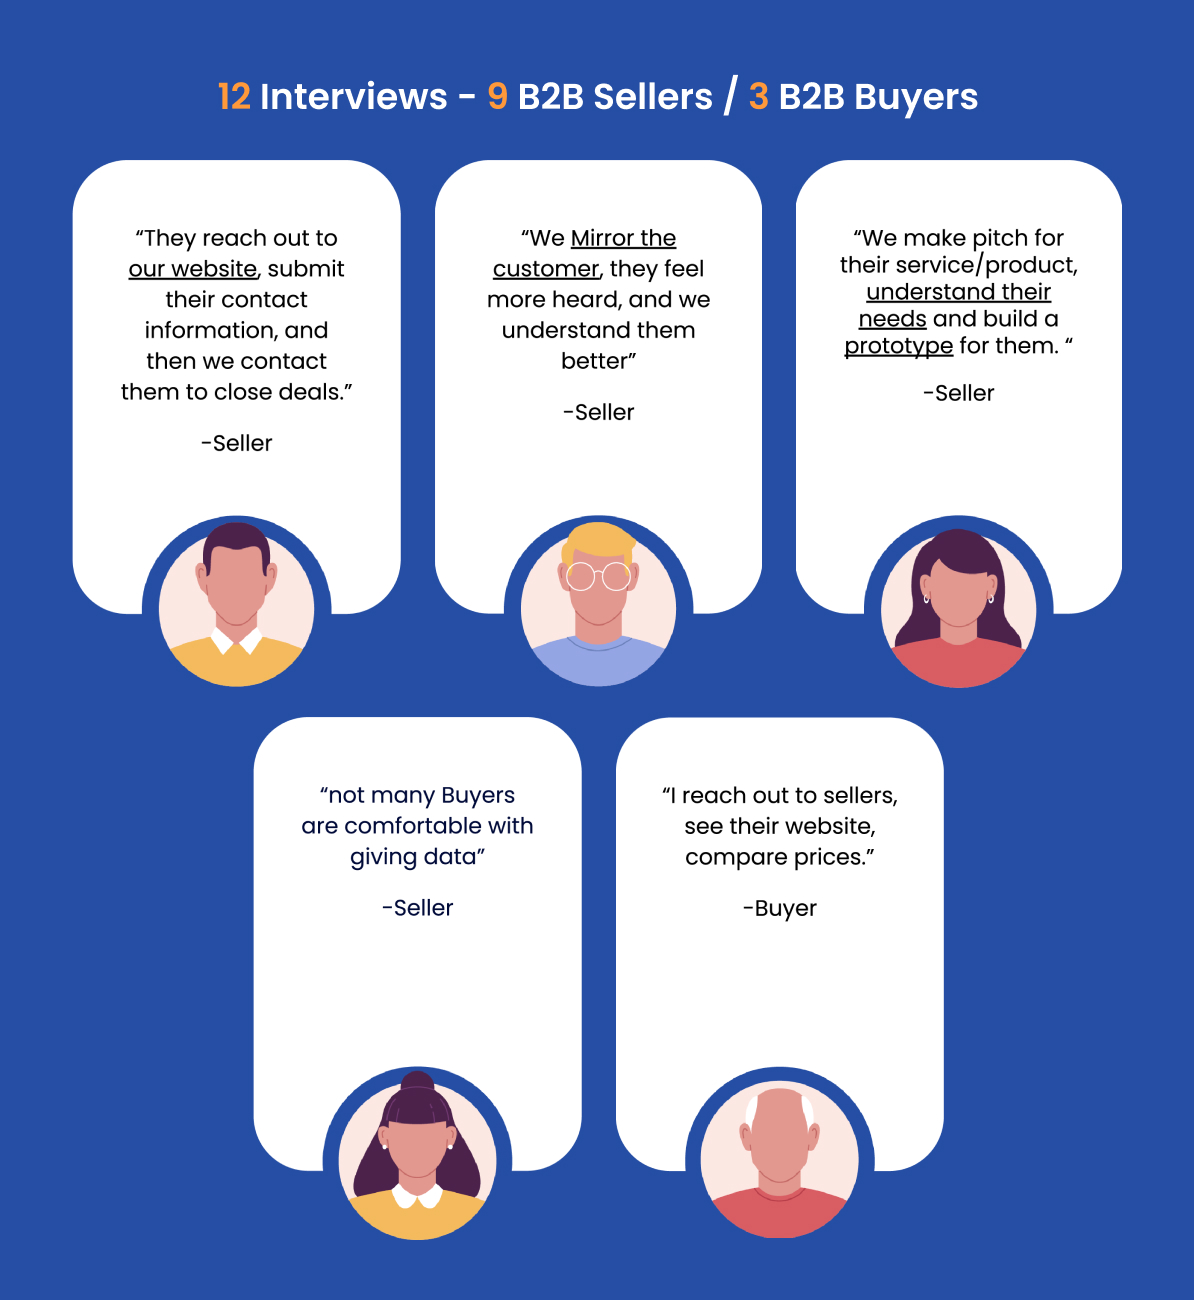 12 Interviews - 9 B2B Sellers / 3 B2B Buyers
“They reach out to
our website, submit
their contact
information, and
then we contact
them to close deals.”
-Seller
“We Mirror the
customer, they feel
more heard, and we
understand them
better”
-Seller
“We make pitch for
their service/product,
understand their
needs and build a
prototype for them. “
-Seller
“not many Buyers
are comfortable with
giving data”
-Seller
“I reach out to sellers,
see their website,
compare prices.”
-Buyer